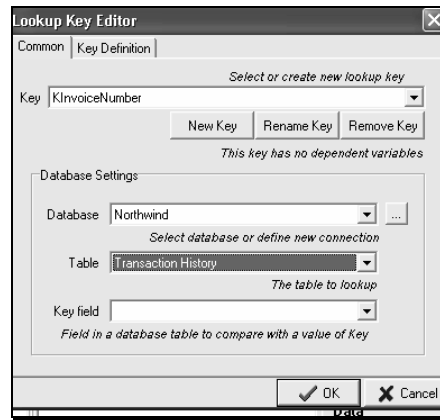 Lookup Key Editor
Common Key Definition
Select or create new lookup key
Key KInvoiceNumber
New Key Rename Key Remove Key
This key has no dependent variables
Database Settings
Database Northwind ...
Select database or define new connection
Table Transaction History
The table to lookup
Key field
Field in a database table to compare with a value of Key
OK Cancel
Data